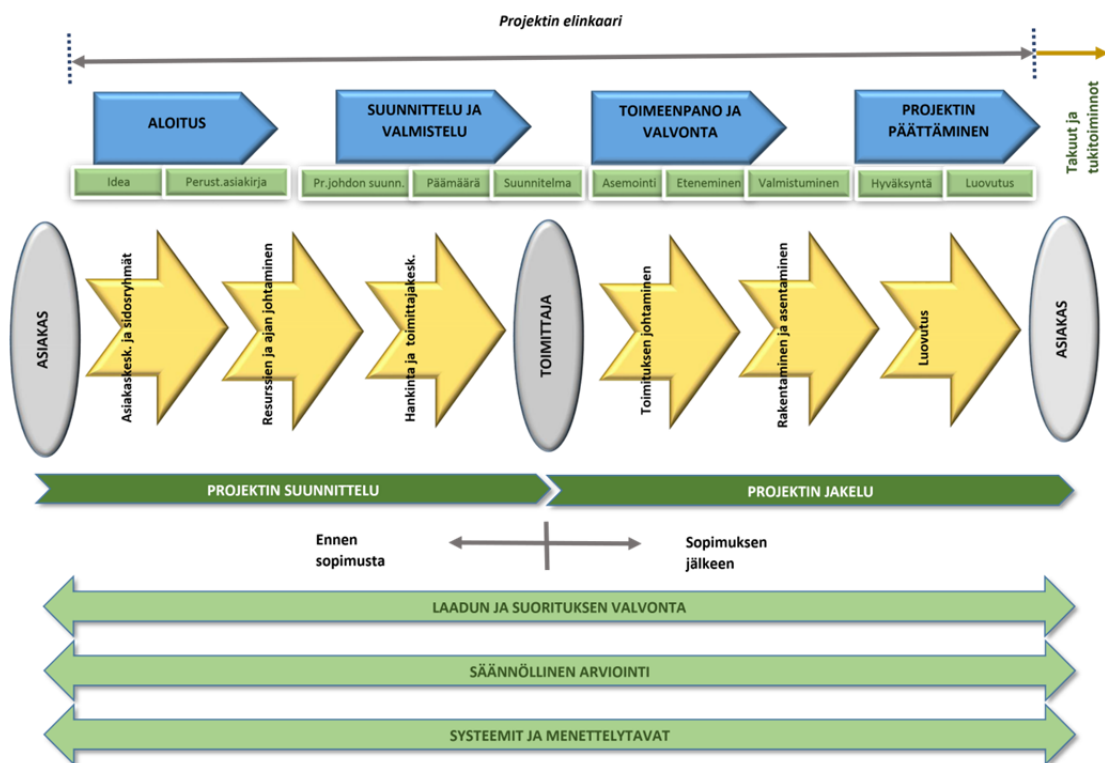 Projektin elinkaari
ALOITUS
SUUNNITTELU JA
VALMISTELU
TOIMEENPANO JA
VALVONTA
PROJEKTIN
PÄÄTTÄMINEN
Takuut ja
tukitoiminnot
Idea
Perust.asiakirja
Pr.johdon suunn.
Päämäärä
Suunnitelma
Asemointi
Eteneminen
Valmistuminen
Hyväksyntä
Luovutus
ASIAKAS
Asiakaskesk. ja sidosryhmät
Resurssien ja ajan johtaminen
Hankinta ja toimittajakesk.
TOIMITTAJA
Toimituksen johtaminen
Rakentaminen ja asentaminen
Luovutus
ASIAKAS
PROJEKTIN SUUNNITTELU
PROJEKTIN JAKELU
Ennen
sopimusta
Sopimuksen
jälkeen
LAADUN JA SUORITUKSEN VALVONTA
SÄÄNNÖLLINEN ARVIOINTI
SYSTEEMIT JA MENETTELYTAVAT